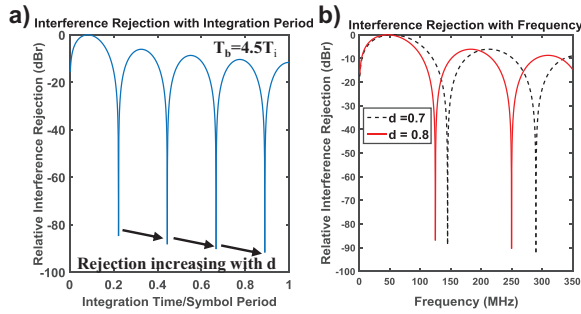 a)
Interference Rejection with Integration Period
Relative Interference Rejection (dBr)
0
-20
-40
-60
-80
-100
T_b=4.5T_i
Rejection increasing with d
0 0.2 0.4 0.6 0.8 1
Integration Time/Symbol Period
b)
Interference Rejection with Frequency
Relative Interference Rejection (dBr)
0
-10
-20
-30
-40
-50
-60
-70
-80
-90
-100
d =0.7
d = 0.8
0 50 100 150 200 250 300 350
Frequency (MHz)